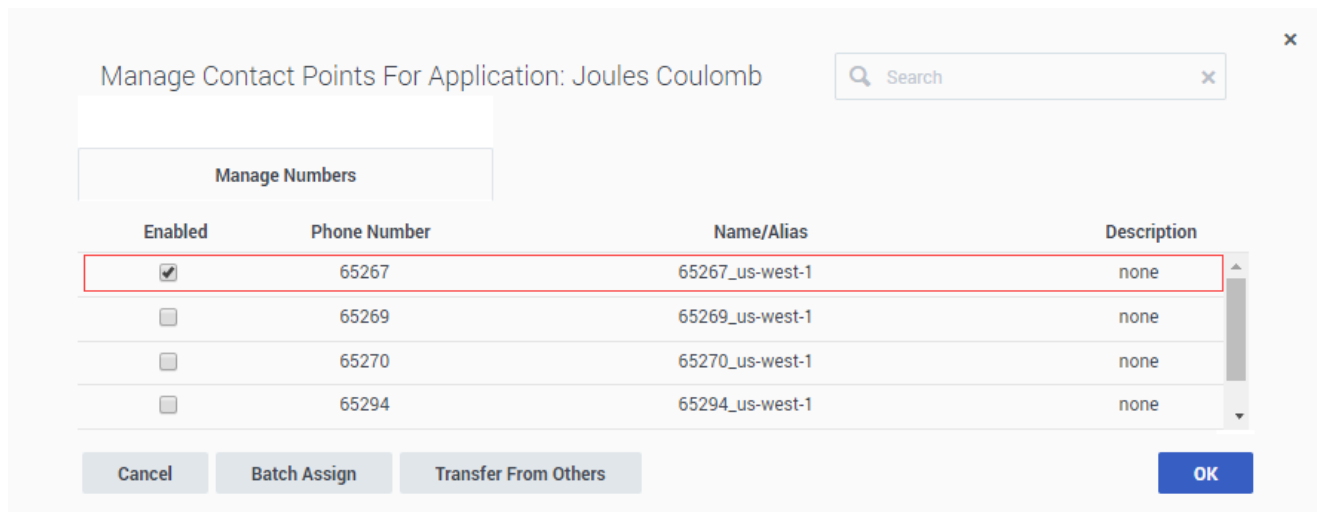 ×
Manage Contact Points For Application: Joules Coulomb
Search ×
Manage Numbers
Enabled Phone Number Name/Alias Description
65267 65267_us-west-1 none
65269 65269_us-west-1 none
65270 65270_us-west-1 none
65294 65294_us-west-1 none
Cancel Batch Assign Transfer From Others OK